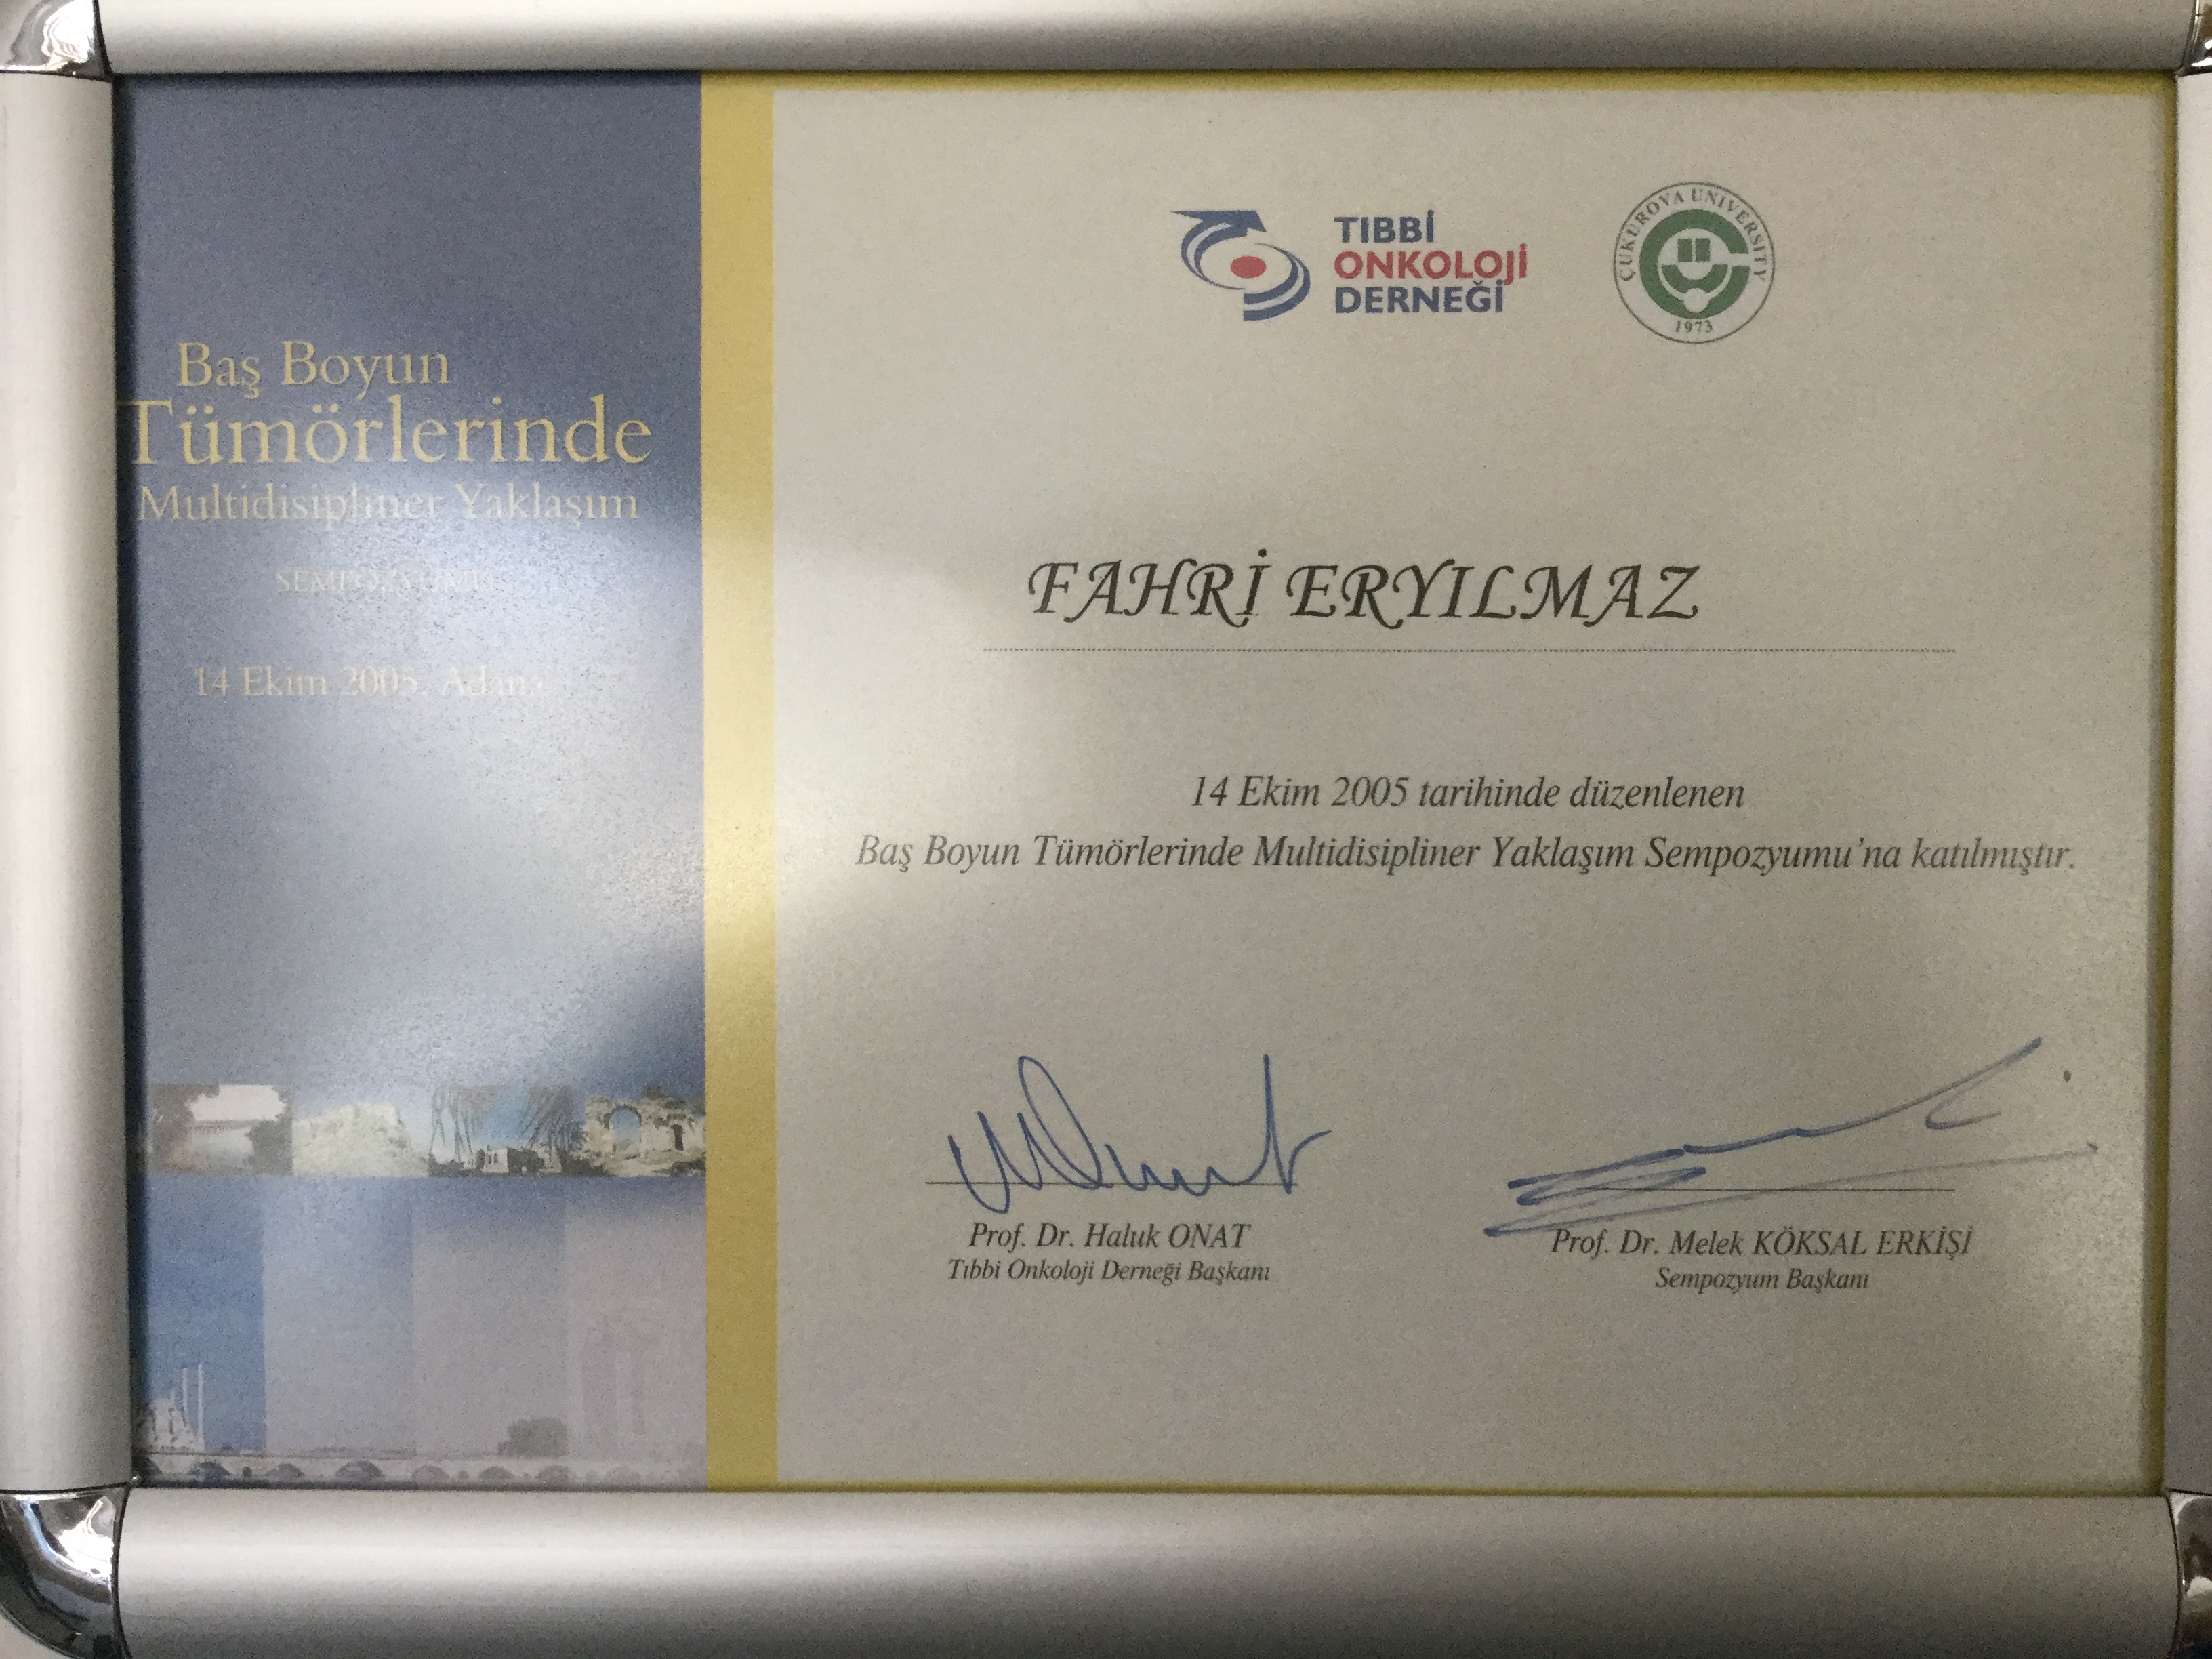 Baş Boyun
Tümörlerinde
Multidisipliner Yaklaşım
SEMPOZYUMU
14 Ekim 2005, Adana
TIBBİ
ONKOLOJİ
DERNEĞİ
ÇUKUROVA UNIVERSITY
1973
FAHRİ ERYILMAZ
14 Ekim 2005 tarihinde düzenlenen
Baş Boyun Tümörlerinde Multidisipliner Yaklaşım Sempozyumu'na katılmıştır.
Prof. Dr. Haluk ONAT
Tıbbi Onkoloji Derneği Başkanı
Prof. Dr. Melek KÖKSAL ERKİŞİ
Sempozyum Başkanı